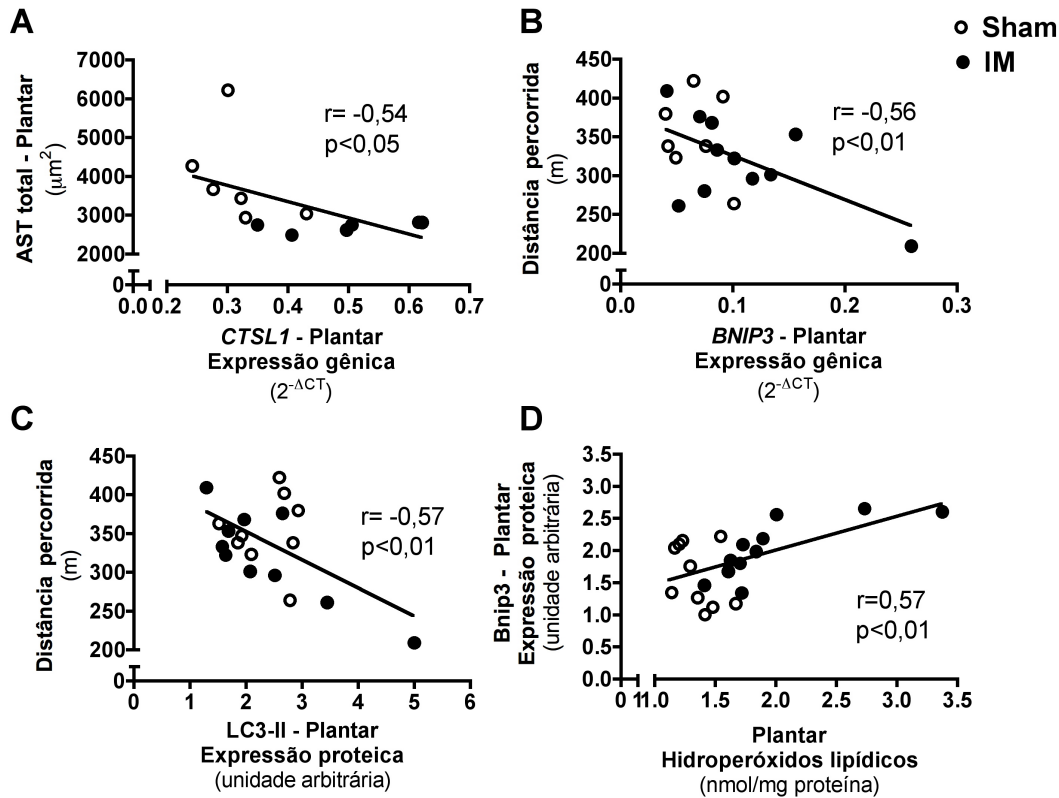 A
7000
6000
5000
4000
3000
2000
0
AST total - Plantar
(μm²)
r= -0,54
p<0,05
0.0 0.2 0.3 0.4 0.5 0.6 0.7
CTSL1 - Plantar
Expressão gênica
(2-ΔCT)
B
Sham
IM
450
400
350
300
250
200
0
Distância percorrida
(m)
r= -0,56
p<0,01
0.0 0.1 0.2 0.3
BNIP3 - Plantar
Expressão gênica
(2-ΔCT)
C
450
400
350
300
250
200
0
Distância percorrida
(m)
r= -0,57
p<0,01
0 1 2 3 4 5 6
LC3-II - Plantar
Expressão proteica
(unidade arbitrária)
D
3.5
3.0
2.5
2.0
1.5
1.0
0.5
0.0
Bnip3 - Plantar
Expressão proteica
(unidade arbitrária)
r=0,57
p<0,01
0 11.0 1.5 2.0 2.5 3.0 3.5
Plantar
Hidroperóxidos lipídicos
(nmol/mg proteína)